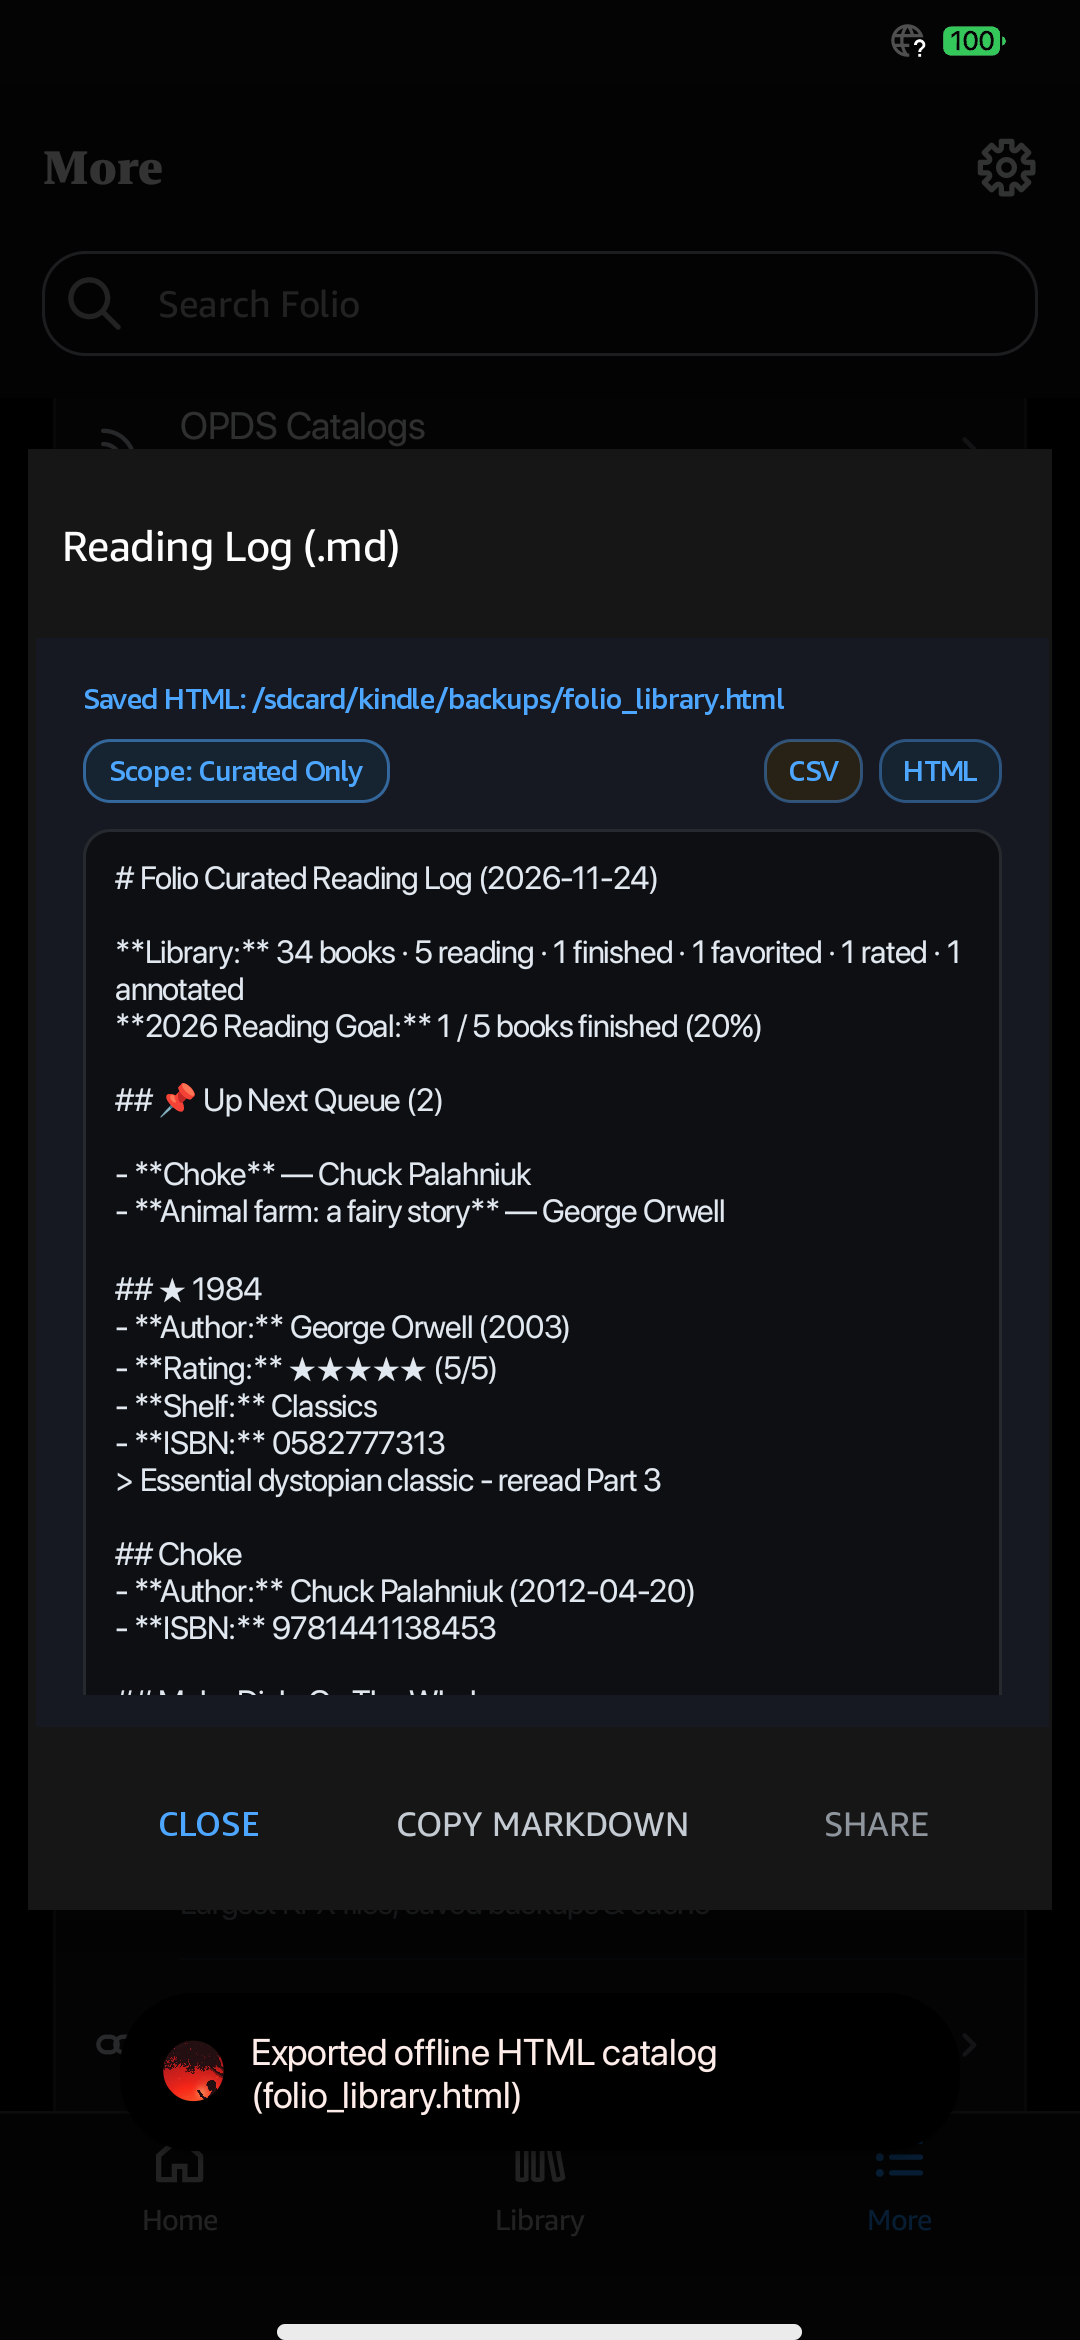 100
More
Search Folio
OPDS Catalogs
Reading Log (.md)
Saved HTML: /sdcard/kindle/backups/folio_library.html
Scope: Curated Only
CSV
HTML
# Folio Curated Reading Log (2026-11-24)
**Library:** 34 books · 5 reading · 1 finished · 1 favorited · 1 rated · 1
annotated
**2026 Reading Goal:** 1 / 5 books finished (20%)
## 📌 Up Next Queue (2)
- **Choke** — Chuck Palahniuk
- **Animal farm: a fairy story** — George Orwell
## ★ 1984
- **Author:** George Orwell (2003)
- **Rating:** ★★★★★ (5/5)
- **Shelf:** Classics
- **ISBN:** 0582777313
> Essential dystopian classic - reread Part 3
## Choke
- **Author:** Chuck Palahniuk (2012-04-20)
- **ISBN:** 9781441138453
CLOSE
COPY MARKDOWN
SHARE
Exported offline HTML catalog
(folio_library.html)
Home
Library
More